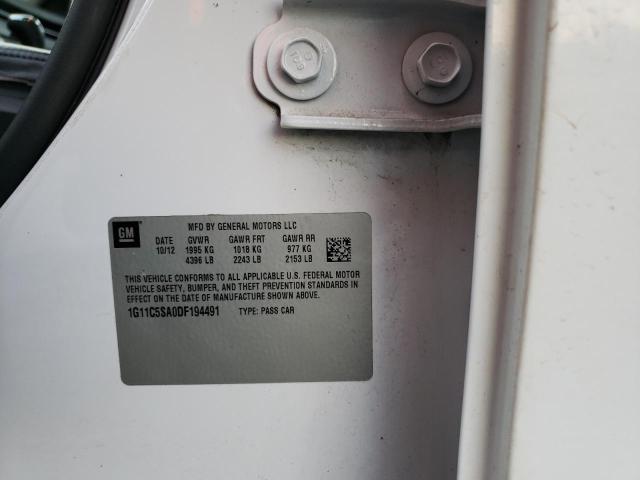 GM
MFD BY GENERAL MOTORS LLC
DATE GVWR GAWR FRT GAWR RR
10/12 1995 KG 1018 KG 977 KG
4396 LB 2243 LB 2153 LB
THIS VEHICLE CONFORMS TO ALL APPLICABLE U.S. FEDERAL MOTOR
VEHICLE SAFETY, BUMPER, AND THEFT PREVENTION STANDARDS IN
EFFECT ON THE DATE OF MANUFACTURE SHOWN ABOVE.
1G11C5SA0DF194491 TYPE: PASS CAR